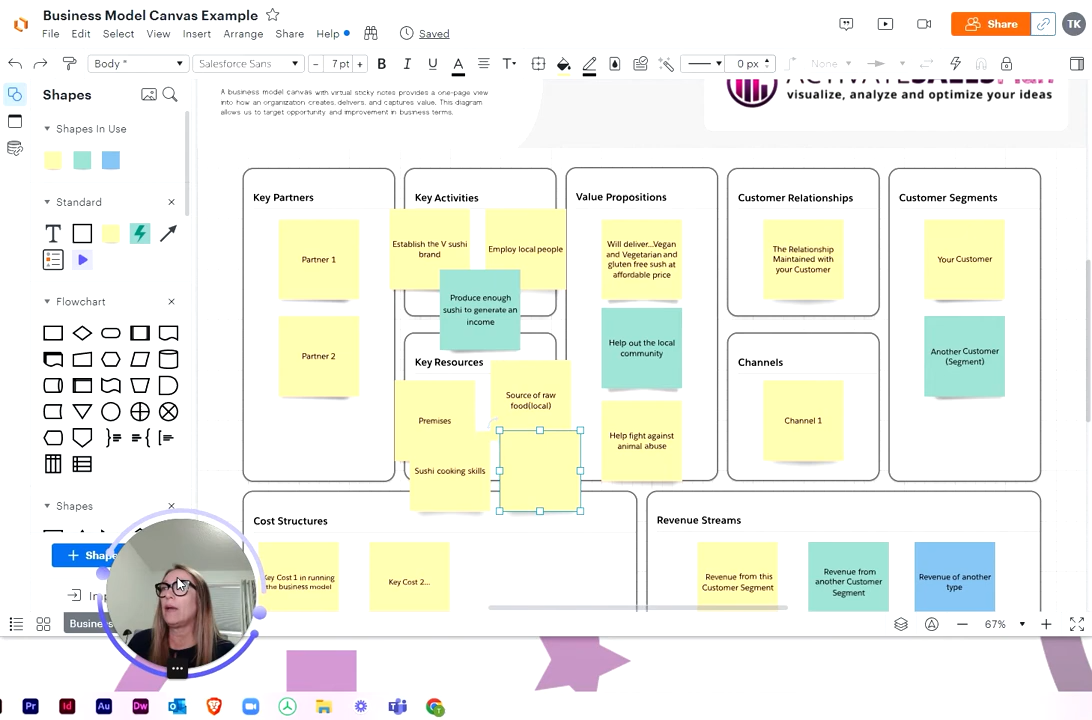 Business Model Canvas Example
File Edit Select View Insert Arrange Share Help Saved
Share
TK
Body *
Salesforce Sans
7 pt
B I U A
0 px
None
Shapes
Shapes In Use
Standard
Flowchart
Shapes
Shape
A business model canvas with virtual sticky notes provides a one-page view
into how an organization creates, delivers, and captures value. This diagram
allows us to target opportunity and improvement in business terms.
visualize, analyze and optimize your ideas
Key Partners
Partner 1
Partner 2
Key Activities
Establish the V sushi
brand
Employ local people
Produce enough
sushi to generate an
income
Key Resources
Source of raw
food(local)
Premises
Sushi cooking skills
Value Propositions
Will deliver...Vegan
and Vegetarian and
gluten free sush at
affordable price
Help out the local
community
Help fight against
animal abuse
Customer Relationships
The Relationship
Maintained with
your Customer
Channels
Channel 1
Customer Segments
Your Customer
Another Customer
(Segment)
Cost Structures
Key Cost 1 in running
the business model
Key Cost 2...
Revenue Streams
Revenue from this
Customer Segment
Revenue from
another Customer
Segment
Revenue of another
type
67%
Pr Id Au Dw